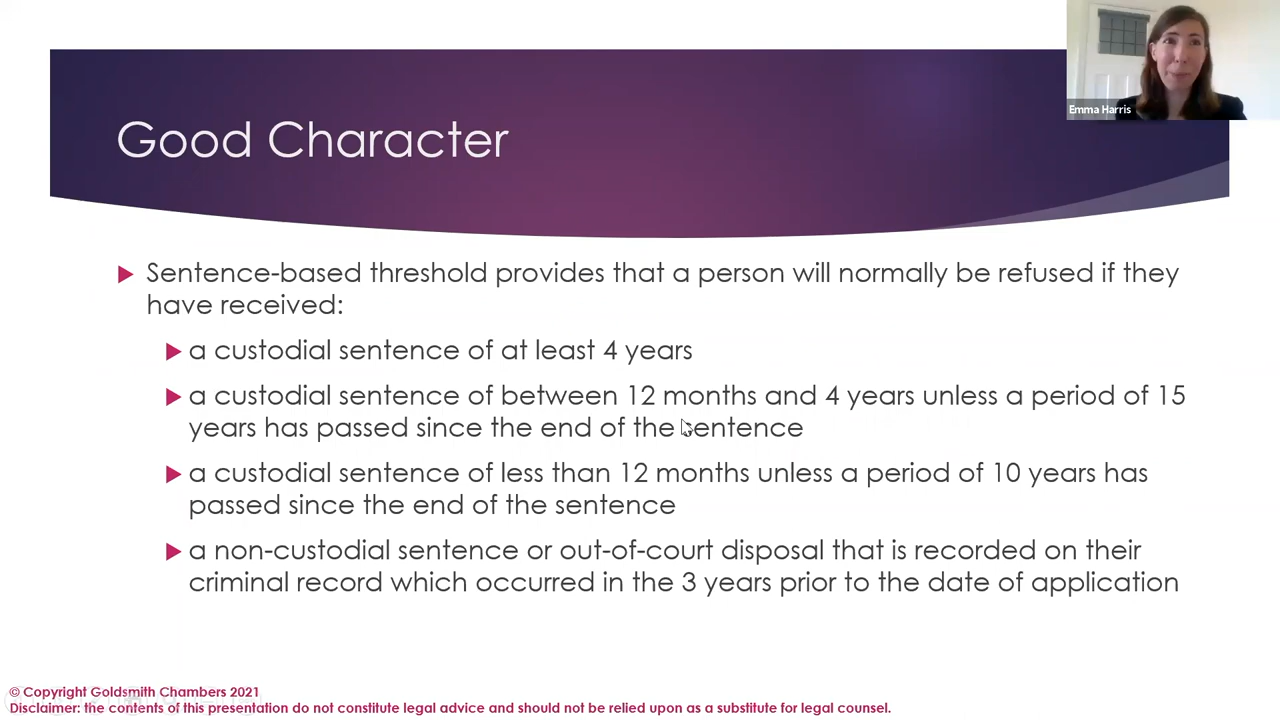 Emma Harris
Good Character
Sentence-based threshold provides that a person will normally be refused if they
have received:
a custodial sentence of at least 4 years
a custodial sentence of between 12 months and 4 years unless a period of 15
years has passed since the end of the sentence
a custodial sentence of less than 12 months unless a period of 10 years has
passed since the end of the sentence
a non-custodial sentence or out-of-court disposal that is recorded on their
criminal record which occurred in the 3 years prior to the date of application
© Copyright Goldsmith Chambers 2021
Disclaimer: the contents of this presentation do not constitute legal advice and should not be relied upon as a substitute for legal counsel.